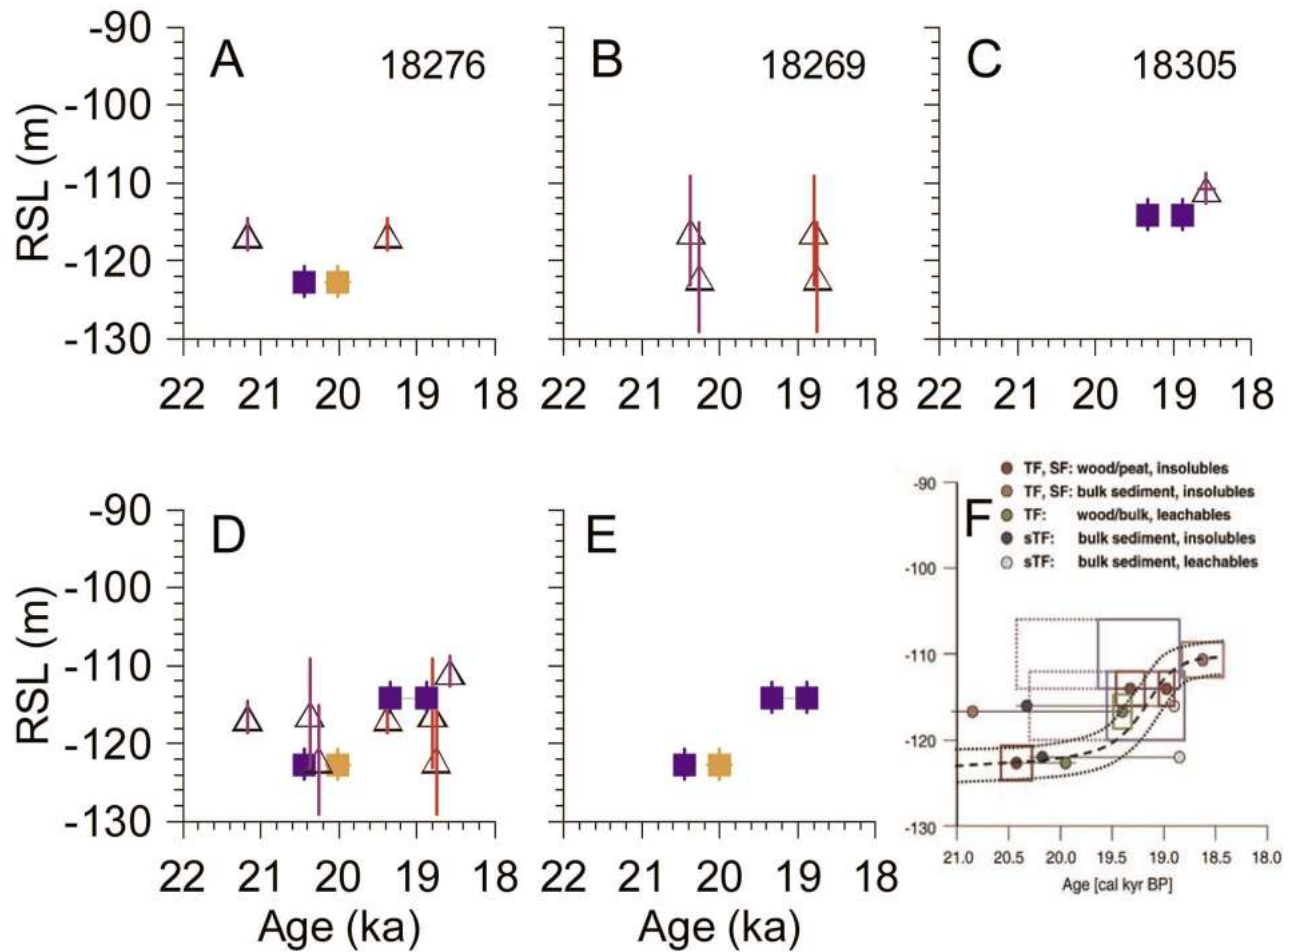 A
18276
B
18269
C
18305
-90
-100
-110
-120
-130
RSL (m)
22 21 20 19 18
22 21 20 19 18
22 21 20 19 18
D
E
F
-90
-100
-110
-120
-130
RSL (m)
22 21 20 19 18
Age (ka)
22 21 20 19 18
Age (ka)
TF, SF: wood/peat, insolubles
TF, SF: bulk sediment, insolubles
TF: wood/bulk, leachables
sTF: bulk sediment, insolubles
sTF: bulk sediment, leachables
-90
-100
-110
-120
-130
21.0 20.5 20.0 19.5 19.0 18.5 18.0
Age [cal kyr BP]